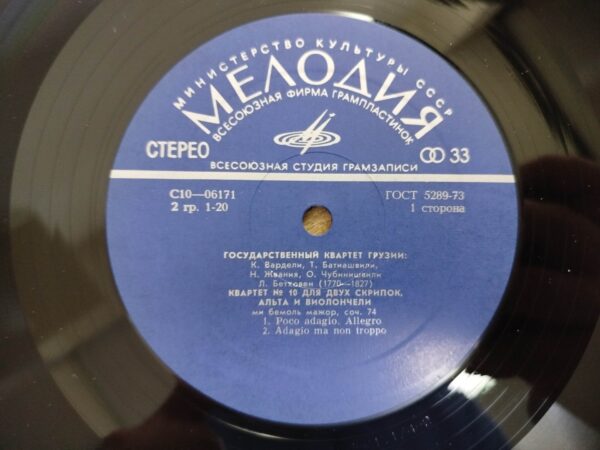 МИНИСТЕРСТВО КУЛЬТУРЫ СССР
МЕЛОДИЯ
ВСЕСОЮЗНАЯ ФИРМА ГРАМПЛАСТИНОК
СТЕРЕО
33
ВСЕСОЮЗНАЯ СТУДИЯ ГРАМЗАПИСИ
С10—06171
ГОСТ 5289-73
2 гр. 1-20
1 сторона
ГОСУДАРСТВЕННЫЙ КВАРТЕТ ГРУЗИИ:
К. Вардели, Т. Батиашвили,
Н. Жвания, О. Чубинишвили
Л. Бетховен (1770—1827)
КВАРТЕТ № 10 ДЛЯ ДВУХ СКРИПОК,
АЛЬТА И ВИОЛОНЧЕЛИ
ми бемоль мажор, соч. 74
1. Poco adagio. Allegro
2. Adagio ma non troppo